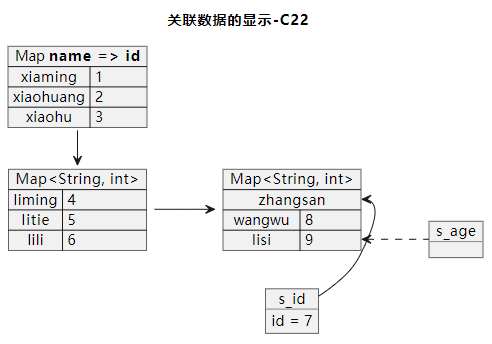 关联数据的显示-C22
Map name => id
xiaming 1
xiaohuang 2
xiaohu 3
Map<String, int>
liming 4
litie 5
lili 6
Map<String, int>
zhangsan
wangwu 8
lisi 9
s_age
s_id
id = 7